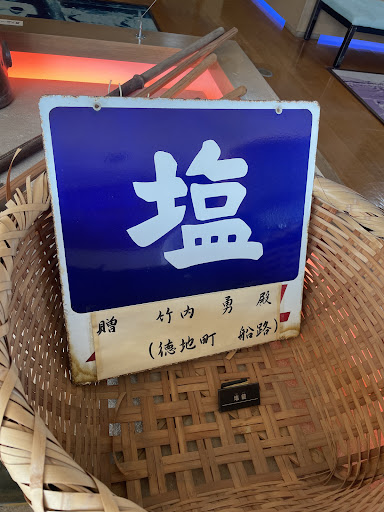 塩
贈 竹内 勇 殿
(徳地町 船路)